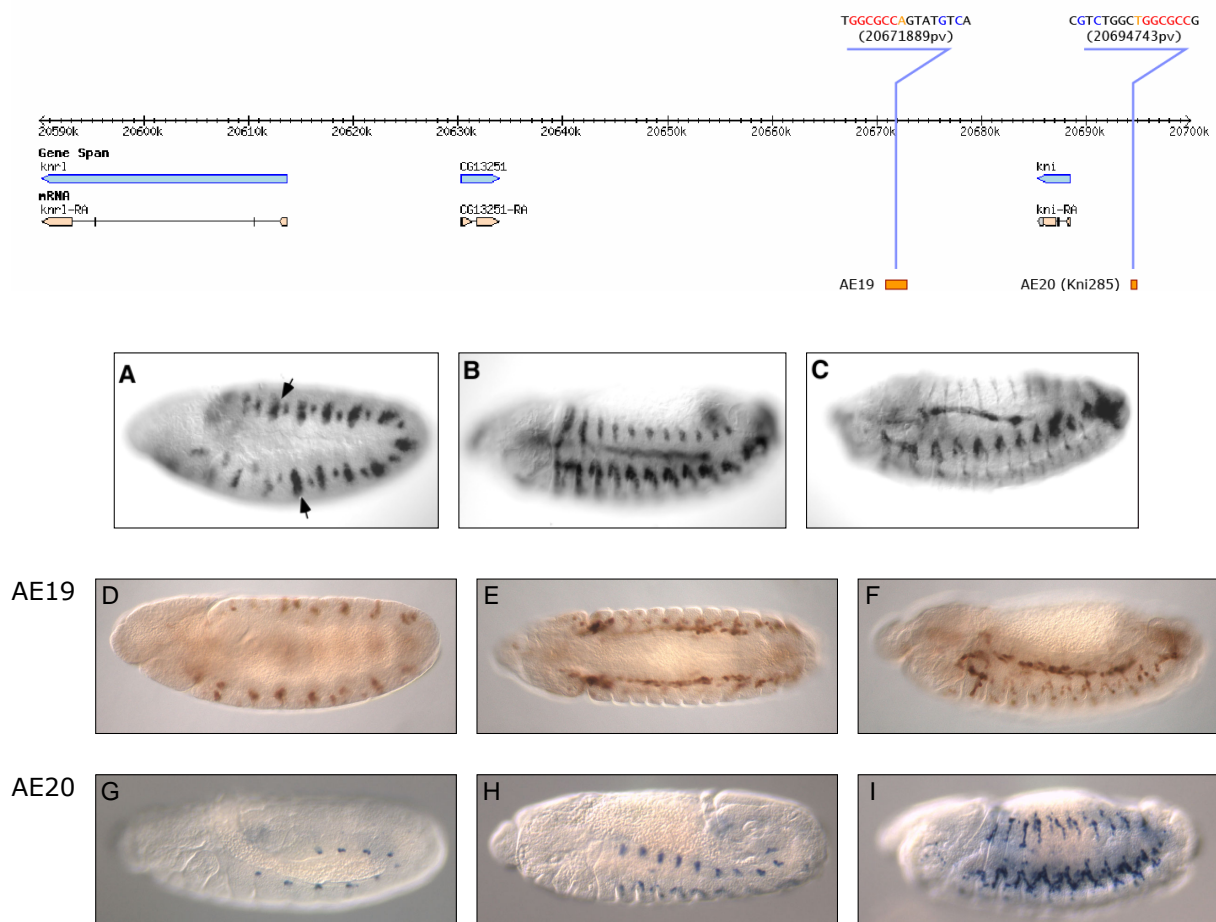 TGGCGCCAGTATGTCA CGTCTGGCTGGCGCCG
(20671889pv) (20694743pv)
20590k 20600k 20610k 20620k 20630k 20640k 20650k 20660k 20670k 20680k 20690k 20700k
Gene Span
knrl CG13251 kni
mRNA
knrl-RA CG13251-RA kni-RA
AE19 AE20 (Kni285)
A B C
AE19 D E F
AE20 G H I